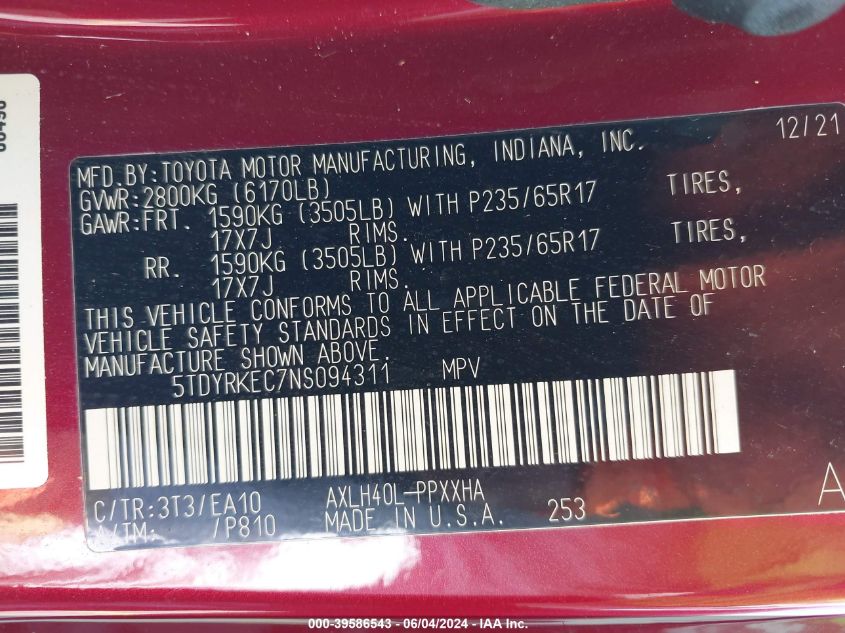 MFD.BY:TOYOTA MOTOR MANUFACTURING, INDIANA, INC. 12/21
GVWR:2800KG (6170LB)
GAWR:FRT. 1590KG (3505LB) WITH P235/65R17 TIRES,
17X7J RIMS.
RR. 1590KG (3505LB) WITH P235/65R17 TIRES,
17X7J RIMS.
THIS VEHICLE CONFORMS TO ALL APPLICABLE FEDERAL MOTOR
VEHICLE SAFETY STANDARDS IN EFFECT ON THE DATE OF
MANUFACTURE SHOWN ABOVE.
5TDYRKEC7NS094311 MPV
C/TR:3T3/EA10 AXLH40L-PPXXHA A
A/TM: /P810 MADE IN U.S.A. 253
000-39586543 - 06/04/2024 - IAA Inc.